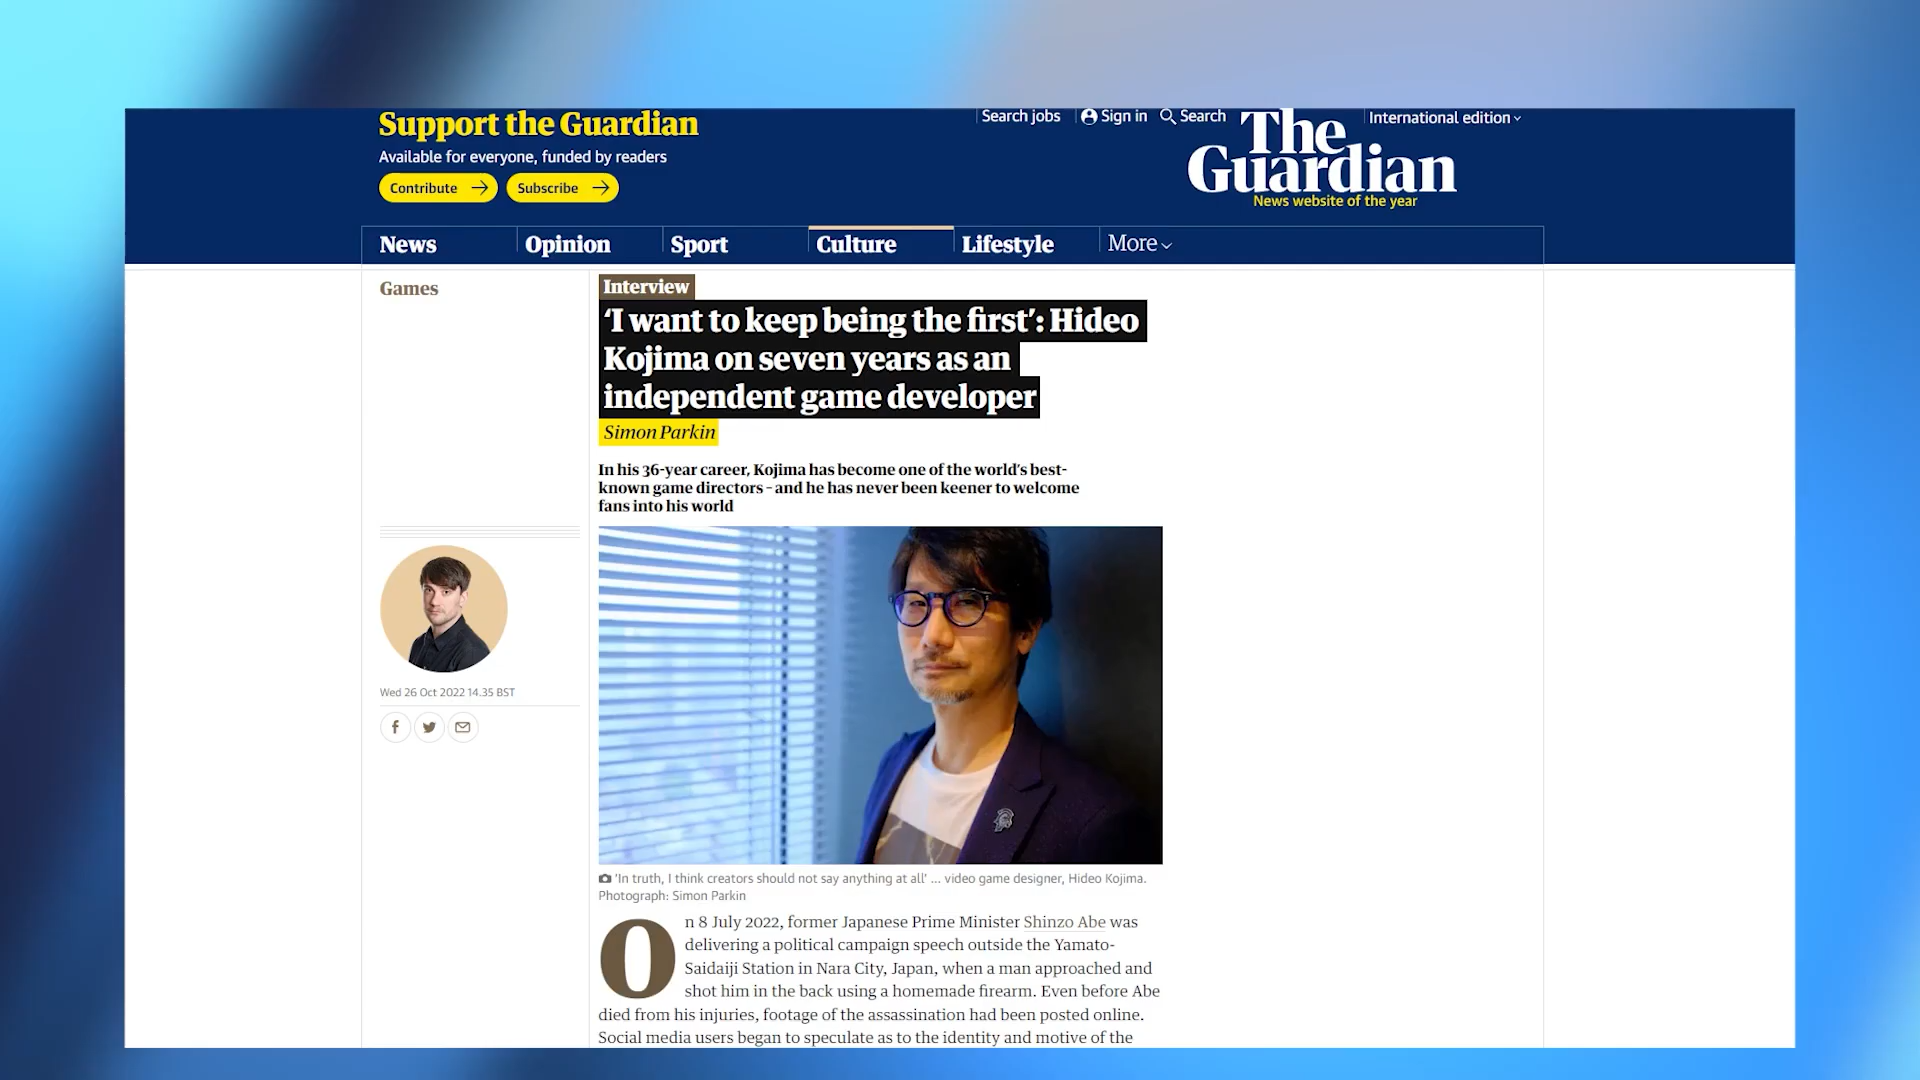 Support the Guardian
Available for everyone, funded by readers
Contribute
Subscribe
Search jobs
Sign in
Search
International edition
The
Guardian
News website of the year
News
Opinion
Sport
Culture
Lifestyle
More
Games
Interview
‘I want to keep being the first’: Hideo
Kojima on seven years as an
independent game developer
Simon Parkin
In his 36-year career, Kojima has become one of the world’s best-
known game directors – and he has never been keener to welcome
fans into his world
Wed 26 Oct 2022 14.35 BST
‘In truth, I think creators should not say anything at all’ … video game designer, Hideo Kojima.
Photograph: Simon Parkin
On 8 July 2022, former Japanese Prime Minister Shinzo Abe was
delivering a political campaign speech outside the Yamato-
Saidaiji Station in Nara City, Japan, when a man approached and
shot him in the back using a homemade firearm. Even before Abe
died from his injuries, footage of the assassination had been posted online.
Social media users began to speculate as to the identity and motive of the